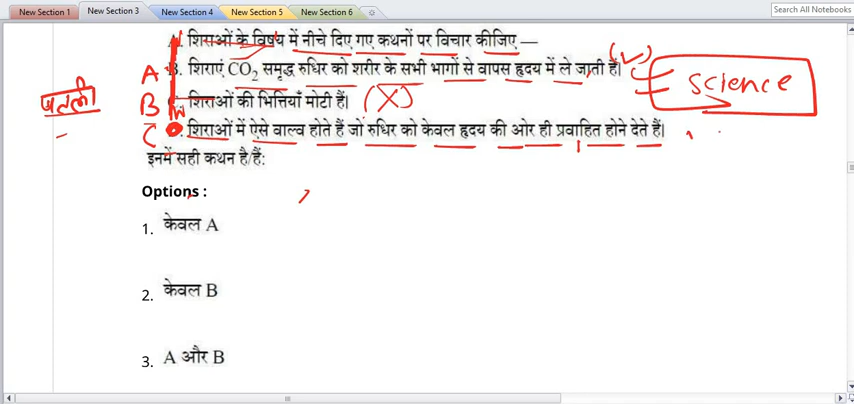 New Section 1 New Section 3 New Section 4 New Section 5 New Section 6 Search All Notebooks
शिराओं के विषय में नीचे दिए गए कथनों पर विचार कीजिए —
A B. शिराएं CO2 समृद्ध रुधिर को शरीर के सभी भागों से वापस हृदय में ले जाती हैं।
पतली B शिराओं की भित्तियाँ मोटी हैं। (X) Science
C शिराओं में ऐसे वाल्व होते हैं जो रुधिर को केवल हृदय की ओर ही प्रवाहित होने देते हैं।
इनमें सही कथन है/हैं:
Options :
1. केवल A
2. केवल B
3. A और B